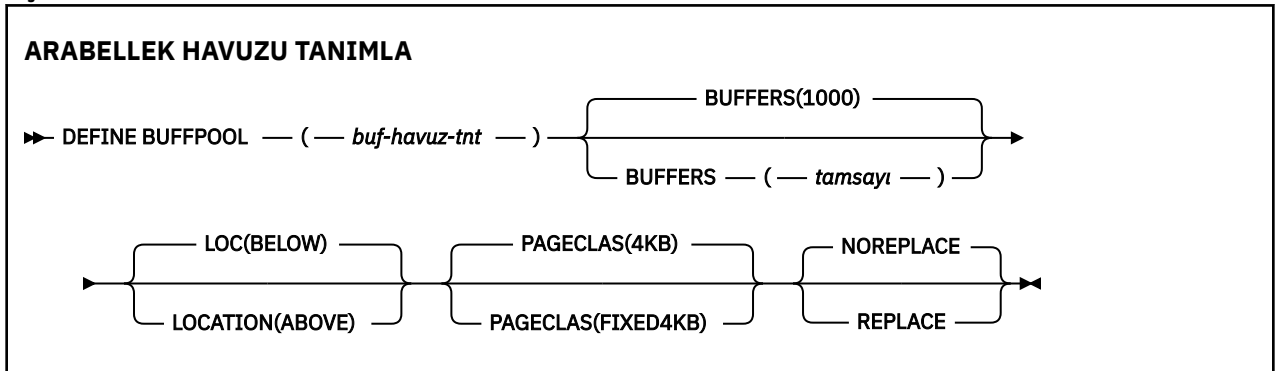 ARABELLEK HAVUZU TANIMLA
BUFFERS(1000)
DEFINE BUFFPOOL ( buf-havuz-tnt )
BUFFERS ( tamsayı )
LOC(BELOW) PAGECLAS(4KB) NOREPLACE
LOCATION(ABOVE) PAGECLAS(FIXED4KB) REPLACE